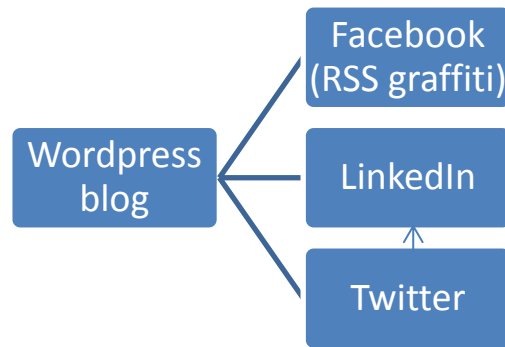 Facebook
(RSS graffiti)
Wordpress
blog
LinkedIn
Twitter